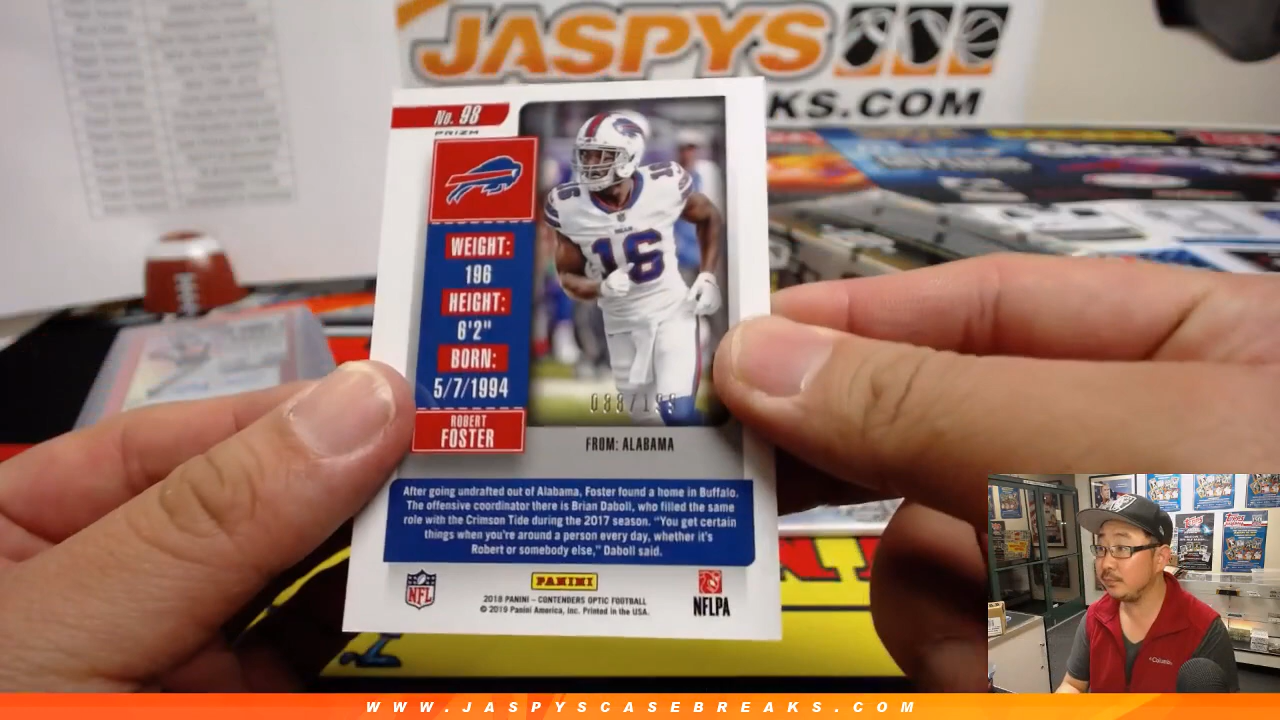 JASPYS
KS.COM
No. 98
PRIZM
WEIGHT:
196
HEIGHT:
6'2"
BORN:
5/7/1994
ROBERT
FOSTER
16
16
FROM: ALABAMA
After going undrafted out of Alabama, Foster found a home in Buffalo.
The offensive coordinator there is Brian Daboll, who filled the same
role with the Crimson Tide during the 2017 season. "You get certain
things when you're around a person every day, whether it's
Robert or somebody else," Daboll said.
NFL
PANINI
NFLPA
2018 PANINI – CONTENDERS OPTIC FOOTBALL
© 2019 Panini America, Inc. Printed in the USA.
Columbia
WWW.JASPYSCASEBREAKS.COM